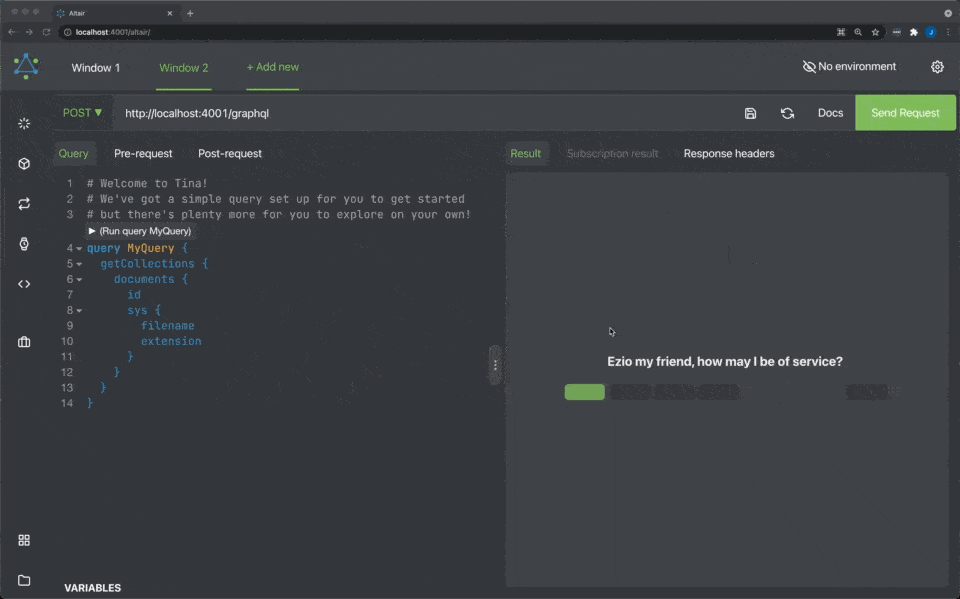 Altair
localhost:4001/altair/
J
Window 1
Window 2
+ Add new
No environment
POST ▼
http://localhost:4001/graphql
Docs
Send Request
Query
Pre-request
Post-request
Result
Subscription result
Response headers
1 # Welcome to Tina!
2 # We've got a simple query set up for you to get started
3 # but there's plenty more for you to explore on your own!
▶ (Run query MyQuery)
4 query MyQuery {
5 getCollections {
6 documents {
7 id
8 sys {
9 filename
10 extension
11 }
12 }
13 }
14 }
Ezio my friend, how may I be of service?
VARIABLES